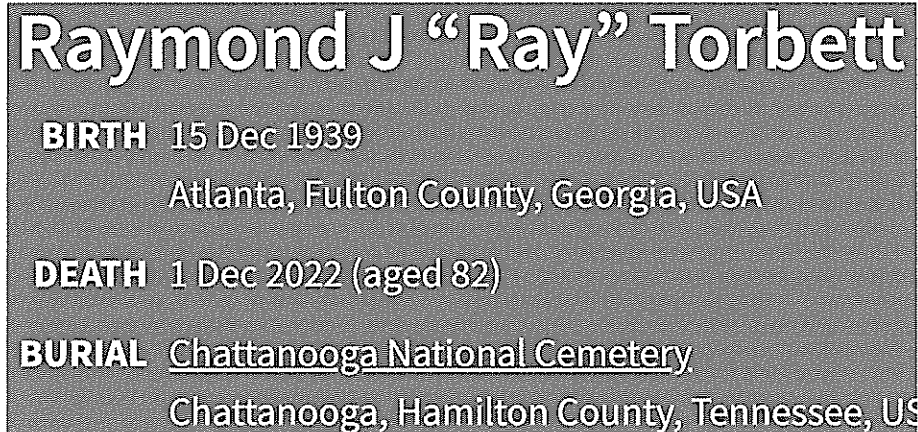 Raymond J “Ray” Torbett
BIRTH 15 Dec 1939
Atlanta, Fulton County, Georgia, USA
DEATH 1 Dec 2022 (aged 82)
BURIAL Chattanooga National Cemetery
Chattanooga, Hamilton County, Tennessee, US